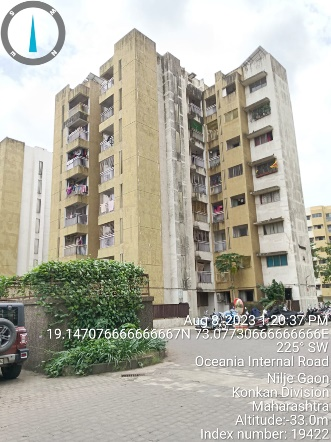 Aug 8, 2023 1:20:37 PM
19.147076666666667N 73.07730666666666E
225° SW
Oceania Internal Road
Nilje Gaon
Konkan Division
Maharashtra
Altitude:-33.0m
Index number: 19422